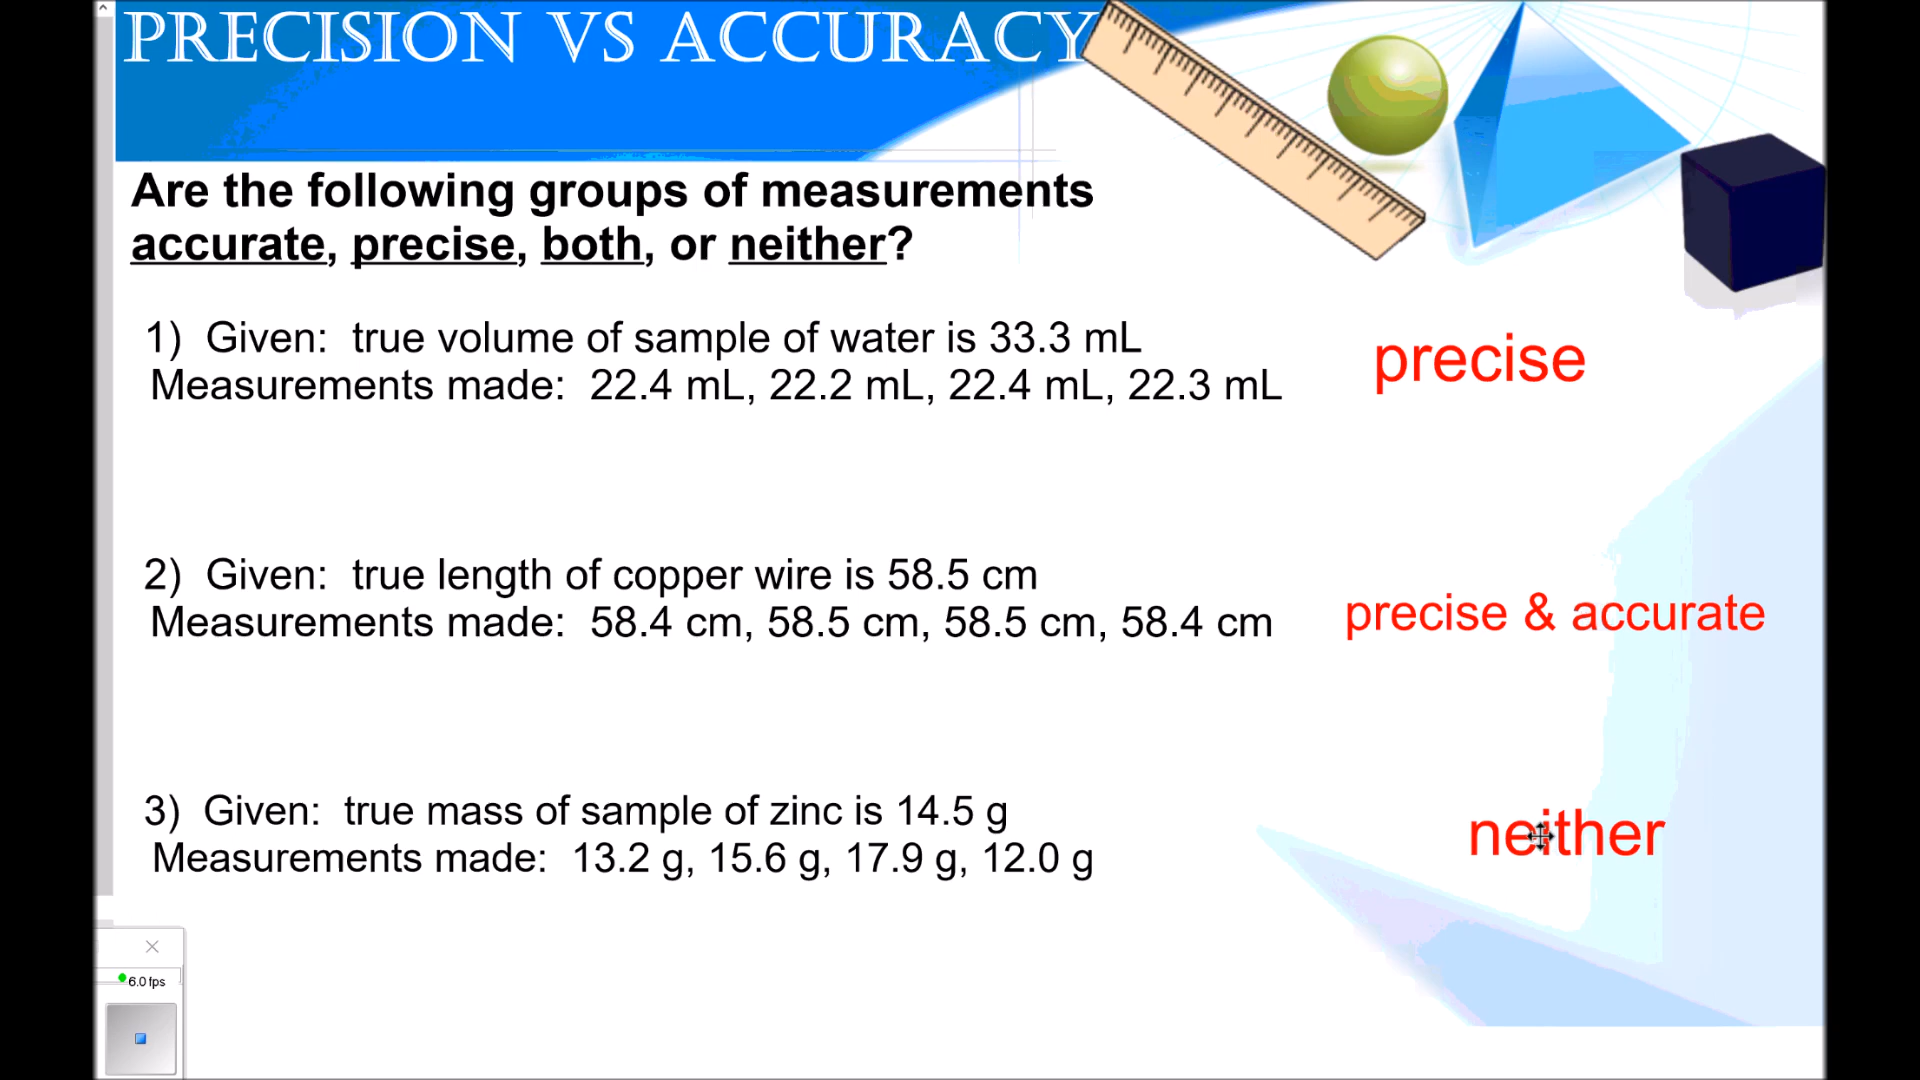 PRECISION VS ACCURACY
Are the following groups of measurements
accurate, precise, both, or neither?
1) Given: true volume of sample of water is 33.3 mL
Measurements made: 22.4 mL, 22.2 mL, 22.4 mL, 22.3 mL
precise
2) Given: true length of copper wire is 58.5 cm
Measurements made: 58.4 cm, 58.5 cm, 58.5 cm, 58.4 cm
precise & accurate
3) Given: true mass of sample of zinc is 14.5 g
Measurements made: 13.2 g, 15.6 g, 17.9 g, 12.0 g
neither
6.0 fps